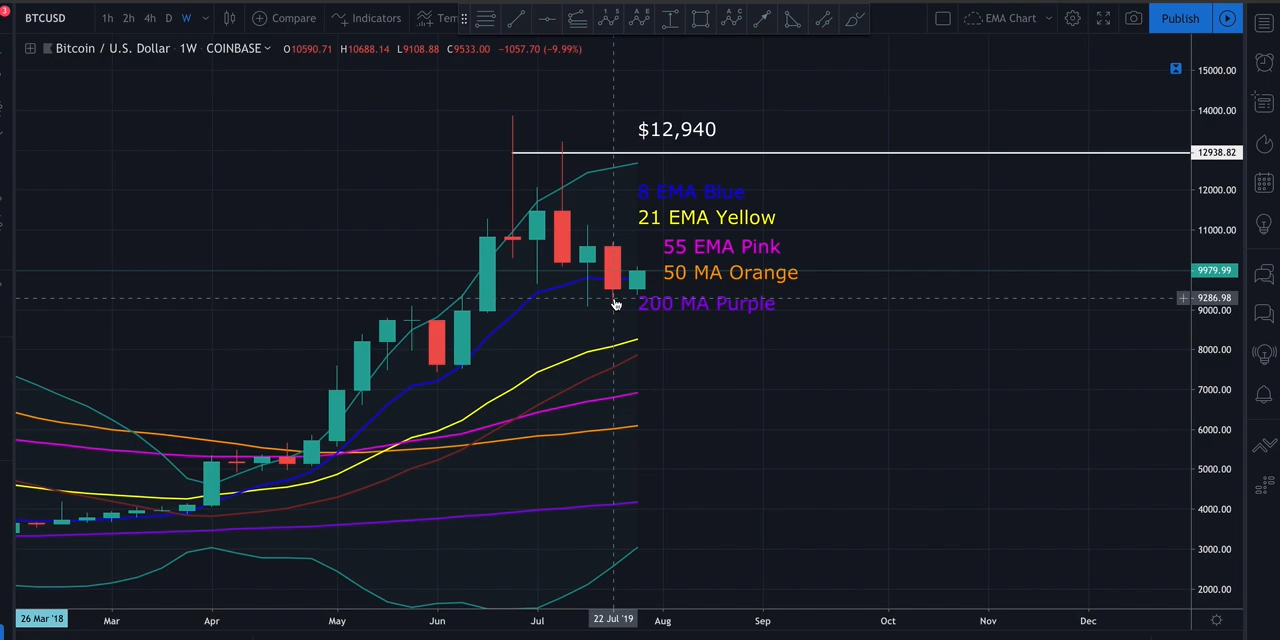 3
BTCUSD 1h 2h 4h D W Compare Indicators Tem EMA Chart Publish
Bitcoin / U.S. Dollar 1W COINBASE O10590.71 H10688.14 L9108.88 C9533.00 −1057.70 (−9.99%)
15000.00
14000.00
$12,940
12938.82
8 EMA Blue
12000.00
21 EMA Yellow
11000.00
55 EMA Pink
50 MA Orange
9979.99
200 MA Purple
9286.98
9000.00
8000.00
7000.00
6000.00
5000.00
4000.00
3000.00
2000.00
26 Mar '18 Mar Apr May Jun Jul 22 Jul '19 Aug Sep Oct Nov Dec